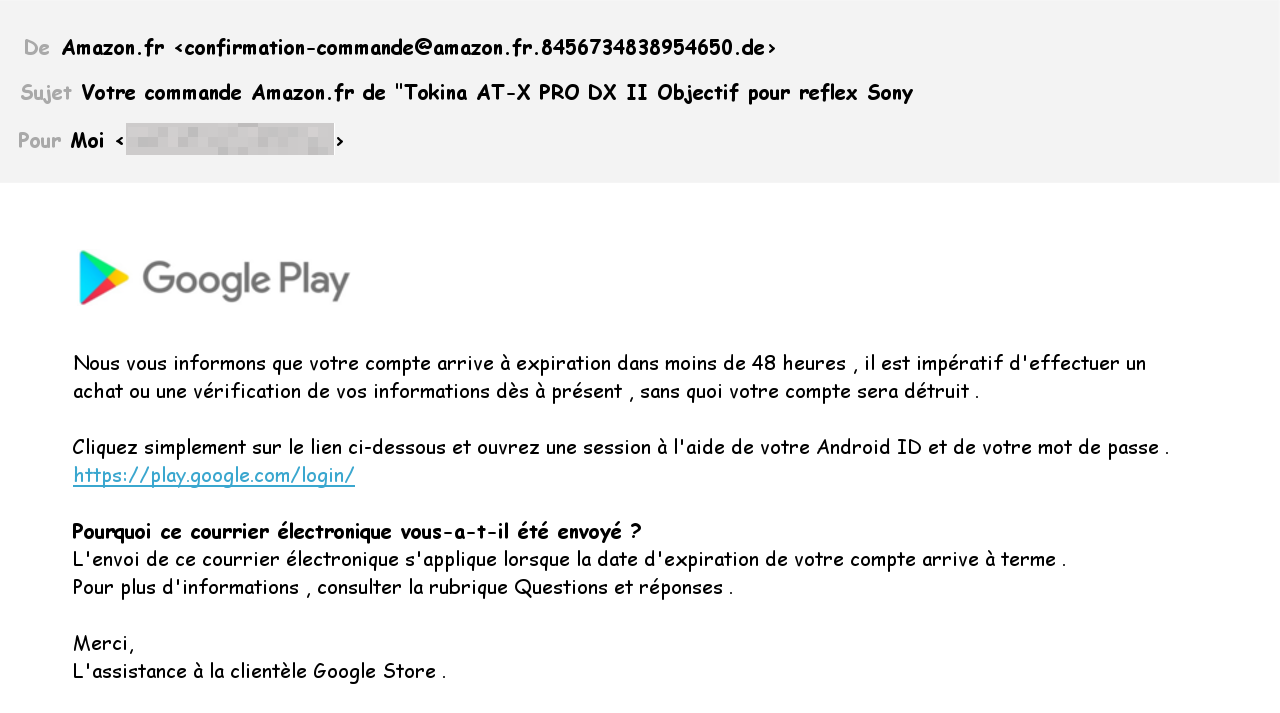 De Amazon.fr <confirmation-commande@amazon.fr.8456734838954650.de>
Sujet Votre commande Amazon.fr de "Tokina AT-X PRO DX II Objectif pour reflex Sony
Pour Moi < >
Google Play
Nous vous informons que votre compte arrive à expiration dans moins de 48 heures , il est impératif d'effectuer un
achat ou une vérification de vos informations dès à présent , sans quoi votre compte sera détruit .
Cliquez simplement sur le lien ci-dessous et ouvrez une session à l'aide de votre Android ID et de votre mot de passe .
https://play.google.com/login/
Pourquoi ce courrier électronique vous-a-t-il été envoyé ?
L'envoi de ce courrier électronique s'applique lorsque la date d'expiration de votre compte arrive à terme .
Pour plus d'informations , consulter la rubrique Questions et réponses .
Merci,
L'assistance à la clientèle Google Store .